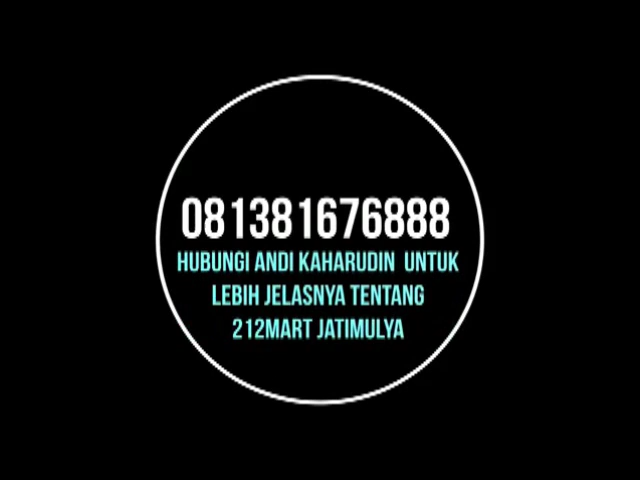 081381676888
HUBUNGI ANDI KAHARUDIN UNTUK
LEBIH JELASNYA TENTANG
212MART JATIMULYA